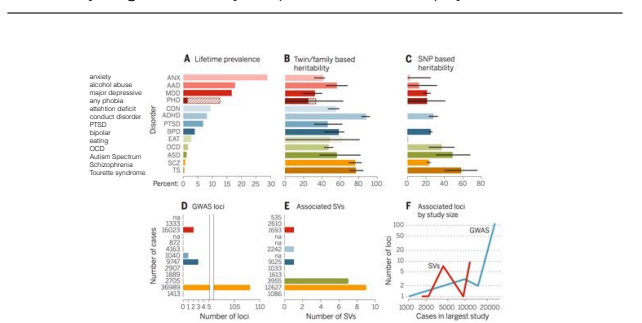 A Lifetime prevalence
B Twin/family based heritability
C SNP based heritability
anxiety
alcohol abuse
major depressive
any phobia
attention deficit
conduct disorder
PTSD
bipolar
eating
OCD
Autism Spectrum
Schizophrenia
Tourette syndrome
Disorder
ANX
AAD
MDD
PHO
CON
ADHD
PTSD
BPD
EAT
OCD
ASD
SCZ
TS
Percent: 0 5 10 15 20 25 30
0 20 40 60 80 100
0 20 40 60 80
D GWAS loci
E Associated SVs
F Associated loci by study size
Number of cases
na
1333
16023
na
872
4163
1040
9747
2907
1889
2705
36989
1413
0 1 2 3 4 5 105 110
Number of loci
535
2610
1693
na
na
2242
na
9125
1033
1613
3955
12627
1086
0 2 4 6 8 10
Number of SVs
Number of loci
100
50
20
10
5
2
1
GWAS
SVs
1000 2000 5000 10000 20000
Cases in largest study